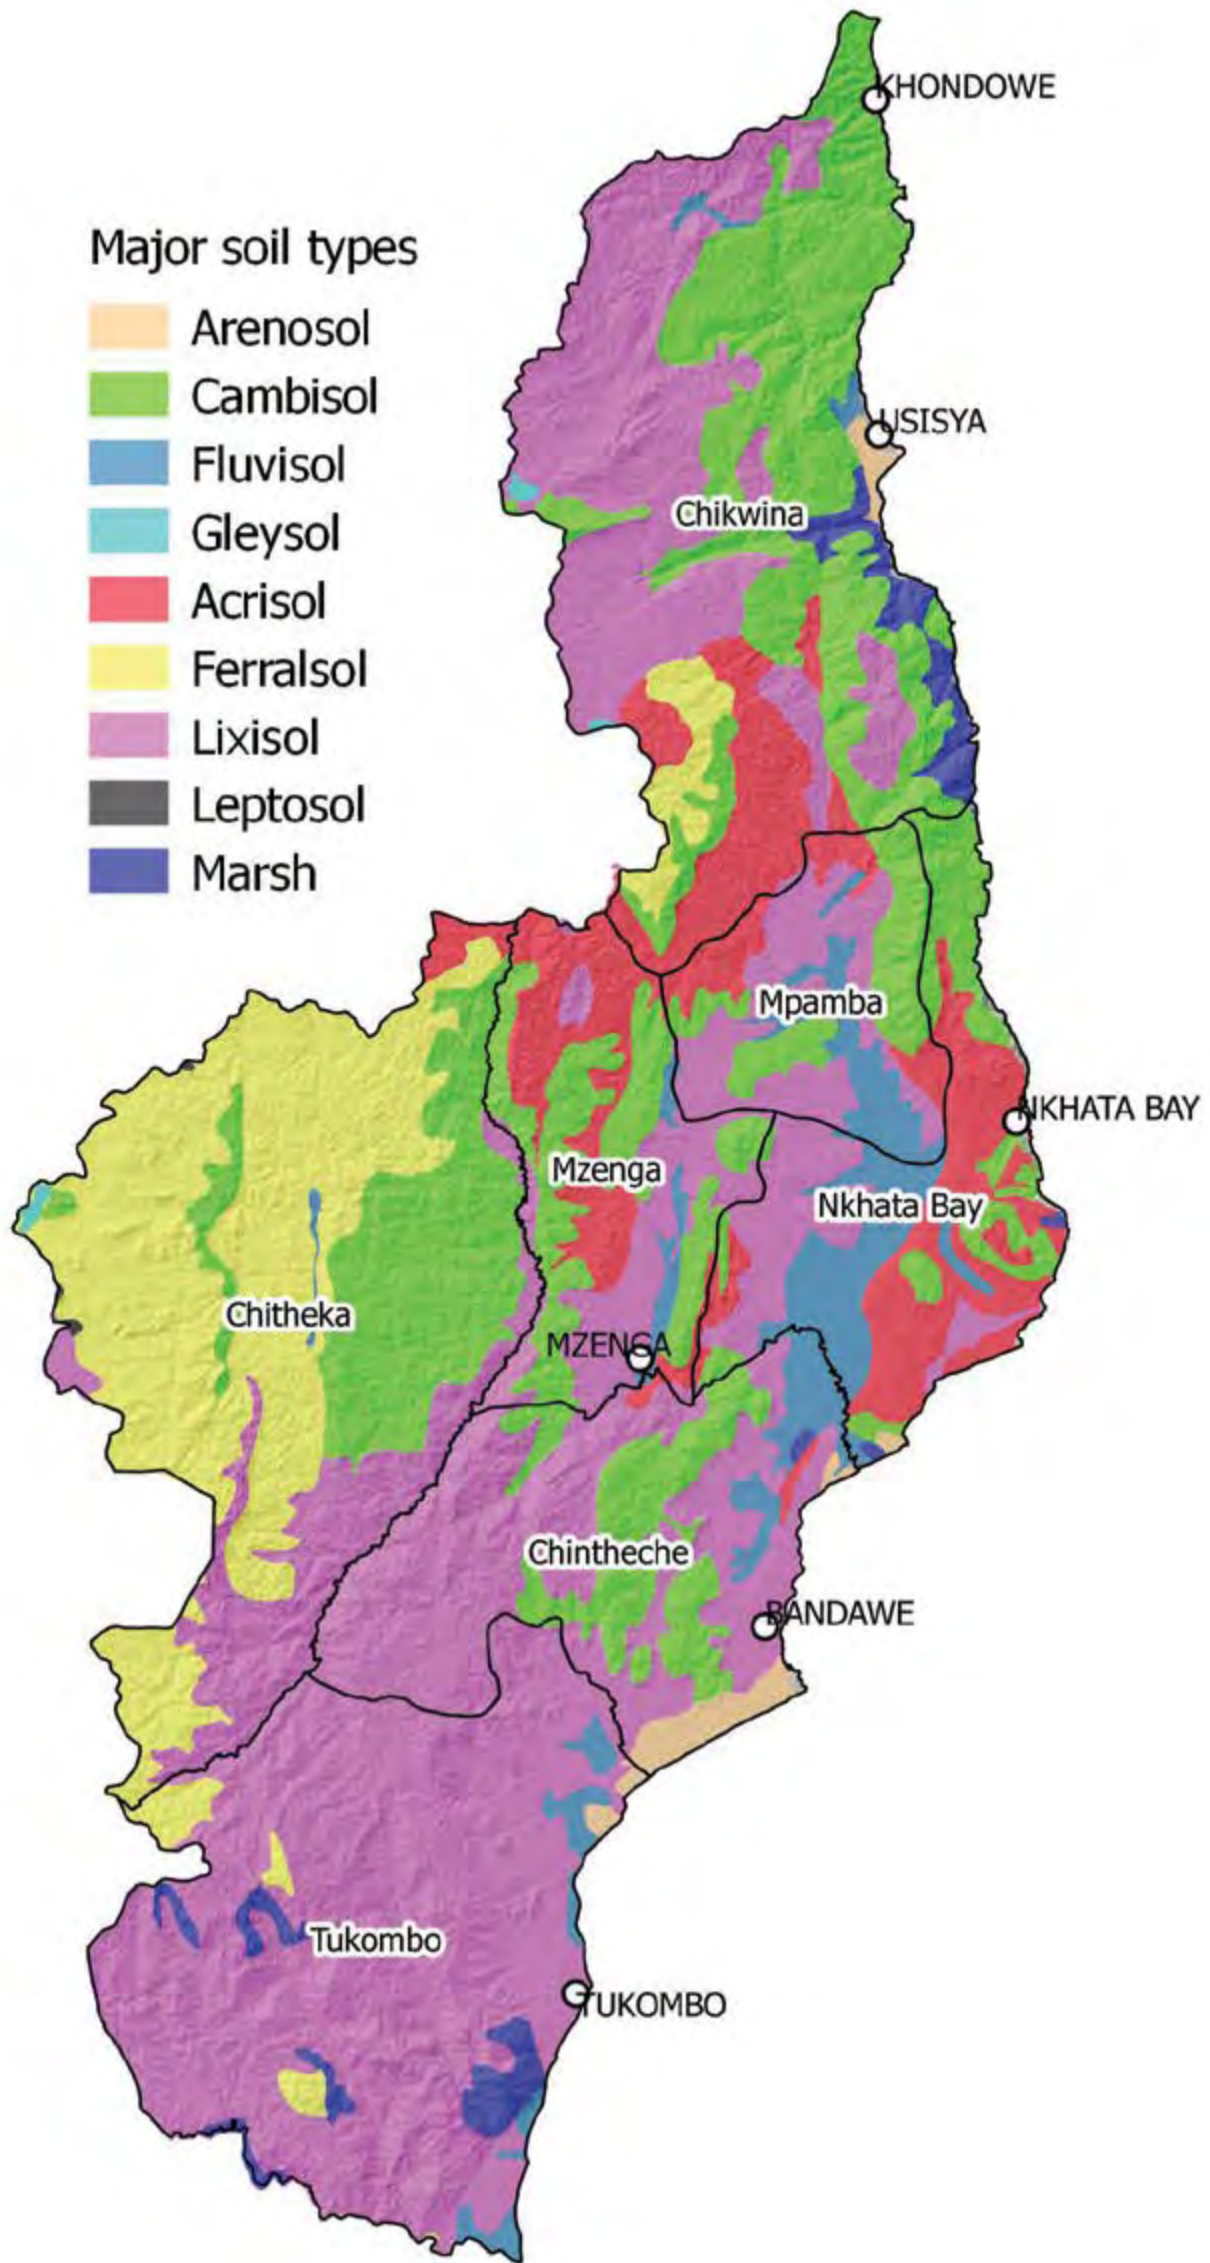 KHONDOWE
Major soil types
Arenosol
Cambisol
Fluvisol
Gleysol
Acrisol
Ferralsol
Lixisol
Leptosol
Marsh
USISYA
Chikwina
Mpamba
NKHATA BAY
Mzenga
Nkhata Bay
Chitheka
MZENGA
Chintheche
BANDAWE
Tukombo
TUKOMBO